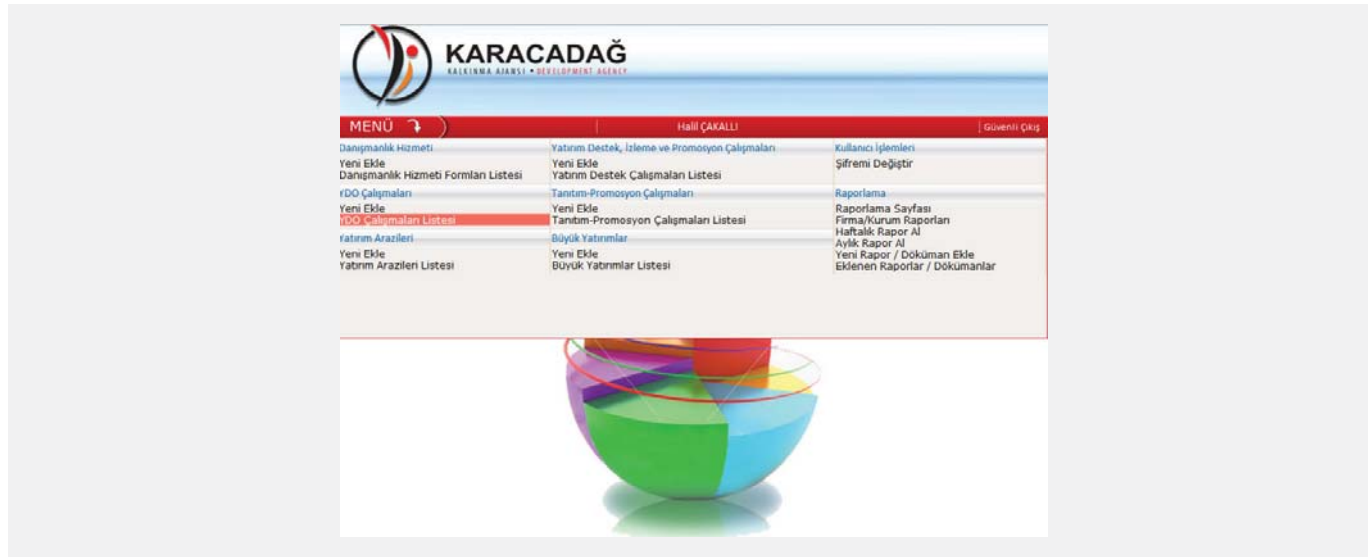 KARACADAĞ
KALKINMA AJANSI • DEVELOPMENT AGENCY
MENÜ
Halil ÇAKALLI
Güvenli Çıkış
Danışmanlık Hizmeti
Yeni Ekle
Danışmanlık Hizmeti Formları Listesi
YDO Çalışmaları
Yeni Ekle
YDO Çalışmaları Listesi
Yatırım Arazileri
Yeni Ekle
Yatırım Arazileri Listesi
Yatırım Destek, İzleme ve Promosyon Çalışmaları
Yeni Ekle
Yatırım Destek Çalışmaları Listesi
Tanıtım-Promosyon Çalışmaları
Yeni Ekle
Tanıtım-Promosyon Çalışmaları Listesi
Büyük Yatırımlar
Yeni Ekle
Büyük Yatırımlar Listesi
Kullanıcı İşlemleri
Şifremi Değiştir
Raporlama
Raporlama Sayfası
Firma/Kurum Raporları
Haftalık Rapor Al
Aylık Rapor Al
Yeni Rapor / Döküman Ekle
Eklenen Raporlar / Dökümanlar